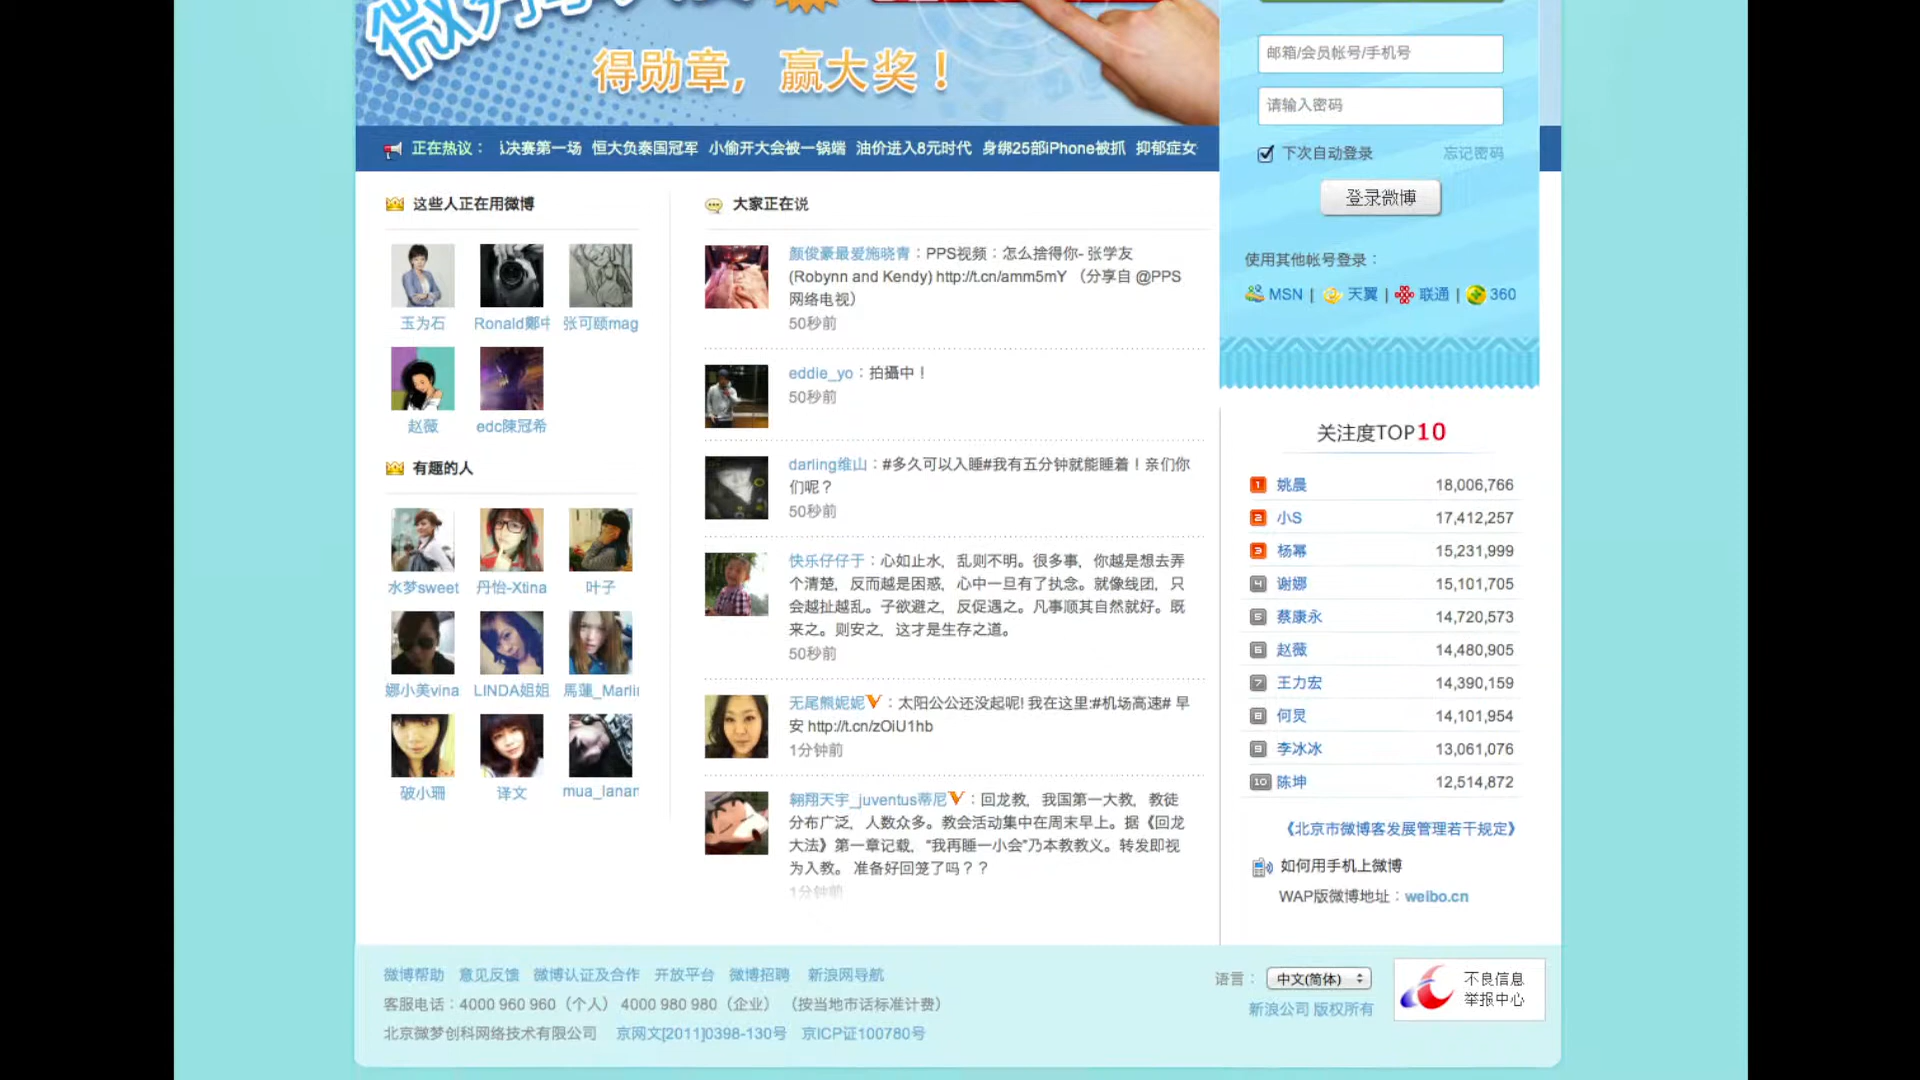 得勋章，赢大奖！
邮箱/会员帐号/手机号
请输入密码
下次自动登录 忘记密码
登录微博
使用其他帐号登录：
MSN | 天翼 | 联通 | 360
正在热议： 决赛第一场 恒大负泰国冠军 小偷开大会被一锅端 油价进入8元时代 身绑25部iPhone被抓 抑郁症女
这些人正在用微博
玉为石 Ronald鄭中 张可颐mag
赵薇 edc陳冠希
有趣的人
水梦sweet 丹怡-Xtina 叶子
娜小美vina LINDA姐姐 馬蓮_Marli
破小珊 译文 mua_lanan
大家正在说
颜俊豪最爱施晓青：PPS视频：怎么捨得你- 张学友
(Robynn and Kendy) http://t.cn/amm5mY （分享自 @PPS
网络电视）
50秒前
eddie_yo：拍攝中！
50秒前
darling维山：#多久可以入睡#我有五分钟就能睡着！亲们你
们呢？
50秒前
快乐仔仔于：心如止水，乱则不明。很多事，你越是想去弄
个清楚，反而越是困惑，心中一旦有了执念。就像线团，只
会越扯越乱。子欲避之，反促遇之。凡事顺其自然就好。既
来之。则安之，这才是生存之道。
50秒前
无尾熊妮妮V：太阳公公还没起呢! 我在这里:#机场高速# 早
安 http://t.cn/zOiU1hb
1分钟前
翱翔天宇_juventus蒂尼V：回龙教，我国第一大教，教徒
分布广泛，人数众多。教会活动集中在周末早上。据《回龙
大法》第一章记载，“我再睡一小会”乃本教教义。转发即视
为入教。 准备好回笼了吗？？
1分钟前
关注度TOP10
1 姚晨 18,006,766
2 小S 17,412,257
3 杨幂 15,231,999
4 谢娜 15,101,705
5 蔡康永 14,720,573
6 赵薇 14,480,905
7 王力宏 14,390,159
8 何炅 14,101,954
9 李冰冰 13,061,076
10 陈坤 12,514,872
《北京市微博客发展管理若干规定》
如何用手机上微博
WAP版微博地址：weibo.cn
微博帮助 意见反馈 微博认证及合作 开放平台 微博招聘 新浪网导航
客服电话：4000 960 960（个人） 4000 980 980（企业） （按当地市话标准计费）
北京微梦创科网络技术有限公司 京网文[2011]0398-130号 京ICP证100780号
语言： 中文(简体)
新浪公司 版权所有
不良信息
举报中心